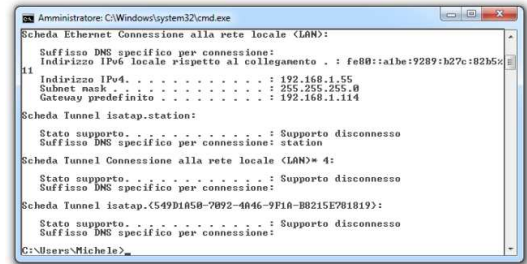 Amministratore: C:\Windows\system32\cmd.exe
Scheda Ethernet Connessione alla rete locale (LAN):
Suffisso DNS specifico per connessione:
Indirizzo IPv6 locale rispetto al collegamento . : fe80::a1be:9289:b27c:82b5%
11
Indirizzo IPv4. . . . . . . . . . . . : 192.168.1.55
Subnet mask . . . . . . . . . . . . . : 255.255.255.0
Gateway predefinito . . . . . . . . . : 192.168.1.114
Scheda Tunnel isatap.station:
Stato supporto. . . . . . . . . . . . : Supporto disconnesso
Suffisso DNS specifico per connessione: station
Scheda Tunnel Connessione alla rete locale (LAN)* 4:
Stato supporto. . . . . . . . . . . . : Supporto disconnesso
Suffisso DNS specifico per connessione:
Scheda Tunnel isatap.{549D1A50-7092-4A46-9F1A-B8215E781819}:
Stato supporto. . . . . . . . . . . . : Supporto disconnesso
Suffisso DNS specifico per connessione:
C:\Users\Michele>_